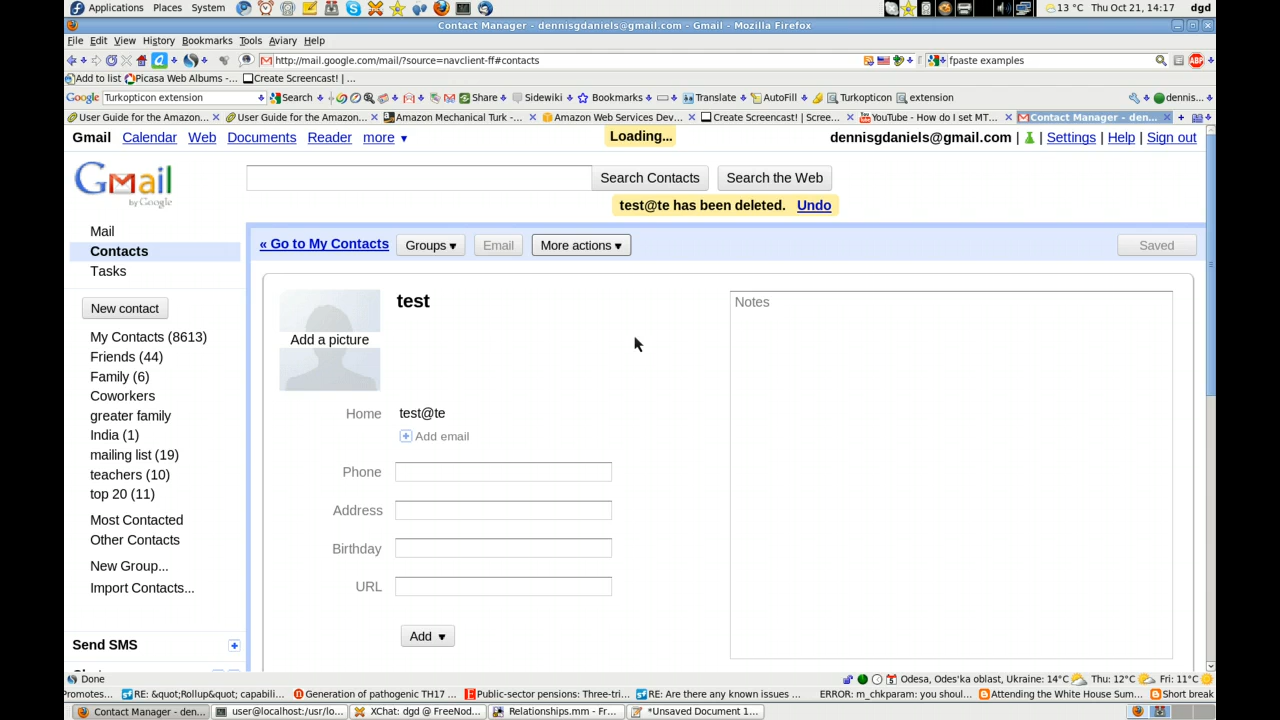 Applications Places System 13 °C Thu Oct 21, 14:17 dgd
Contact Manager - dennisgdaniels@gmail.com - Gmail - Mozilla Firefox
File Edit View History Bookmarks Tools Aviary Help
http://mail.google.com/mail/?source=navclient-ff#contacts fpaste examples
Add to list Picasa Web Albums -... Create Screencast! | ...
Google Turkopticon extension Search Share Sidewiki Bookmarks Translate AutoFill Turkopticon extension dennis...
User Guide for the Amazon... User Guide for the Amazon... Amazon Mechanical Turk -... Amazon Web Services Dev... Create Screencast! | Scree... YouTube - How do I set MT... Contact Manager - den...
Gmail Calendar Web Documents Reader more ▼ Loading... dennisgdaniels@gmail.com | Settings | Help | Sign out
Gmail by Google
Search Contacts Search the Web
test@te has been deleted. Undo
Mail
Contacts
Tasks
« Go to My Contacts Groups ▼ Email More actions ▼ Saved
New contact
My Contacts (8613)
Friends (44)
Family (6)
Coworkers
greater family
India (1)
mailing list (19)
teachers (10)
top 20 (11)
Most Contacted
Other Contacts
New Group...
Import Contacts...
Send SMS
test
Add a picture
Home test@te
Add email
Phone
Address
Birthday
URL
Add ▼
Notes
Done Odesa, Odes'ka oblast, Ukraine: 14°C Thu: 12°C Fri: 11°C
Promotes... RE: &quot;Rollup&quot; capabili... Generation of pathogenic TH17 ... Public-sector pensions: Three-tri... RE: Are there any known issues ... ERROR: m_chkparam: you shoul... Attending the White House Sum... Short break
Contact Manager - den... user@localhost:/usr/lo... XChat: dgd @ FreeNod... Relationships.mm - Fr... *Unsaved Document 1...